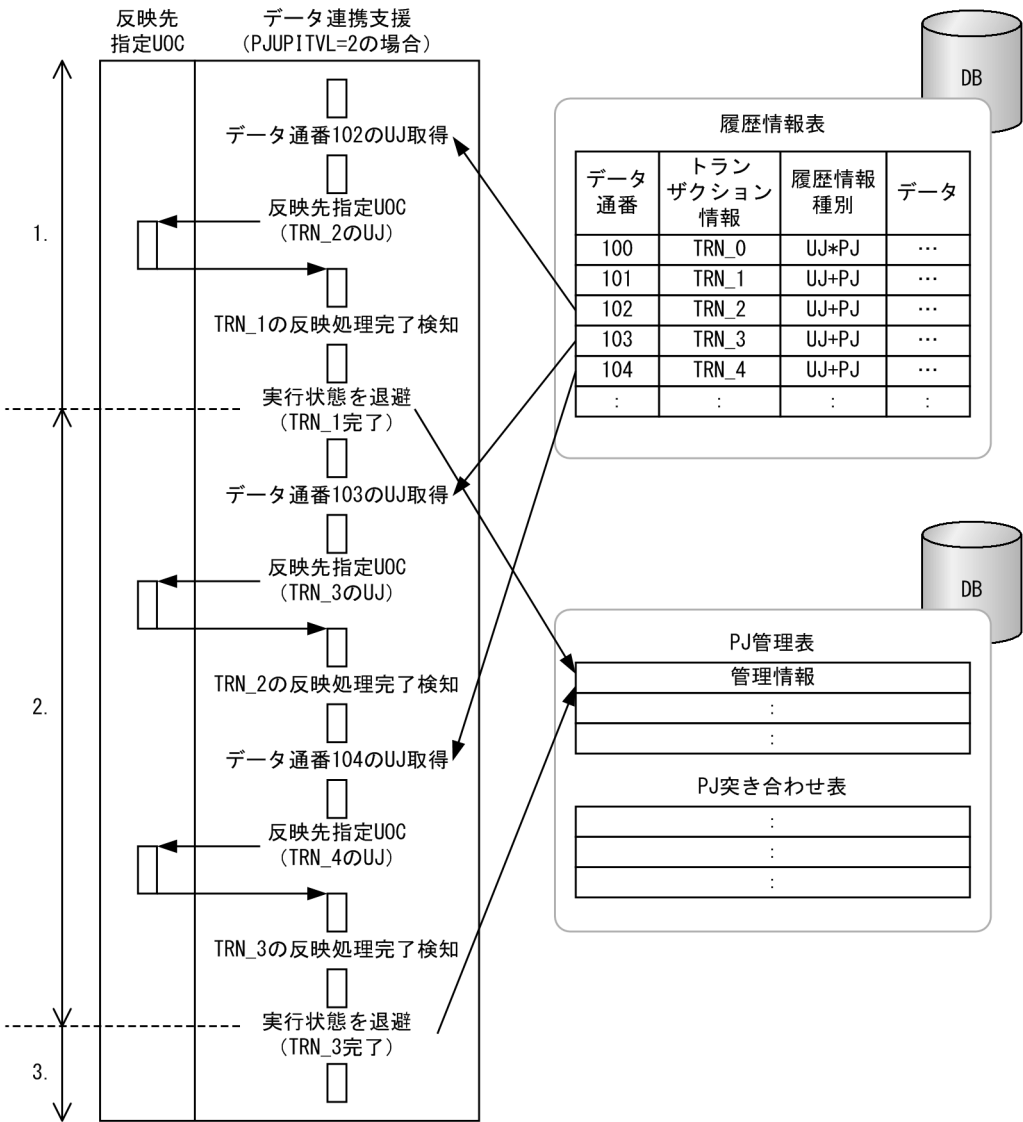 反映先
指定UOC
データ連携支援
(PJUPITVL=2の場合)
データ通番102のUJ取得
反映先指定UOC
(TRN_2のUJ)
1.
TRN_1の反映処理完了検知
実行状態を退避
(TRN_1完了)
データ通番103のUJ取得
反映先指定UOC
(TRN_3のUJ)
TRN_2の反映処理完了検知
2.
データ通番104のUJ取得
反映先指定UOC
(TRN_4のUJ)
TRN_3の反映処理完了検知
実行状態を退避
(TRN_3完了)
3.
DB
履歴情報表
データ
通番
トラン
ザクション
情報
履歴情報
種別
データ
100 TRN_0 UJ*PJ …
101 TRN_1 UJ+PJ …
102 TRN_2 UJ+PJ …
103 TRN_3 UJ+PJ …
104 TRN_4 UJ+PJ …
: : : :
DB
PJ管理表
管理情報
:
:
PJ突き合わせ表
:
:
: